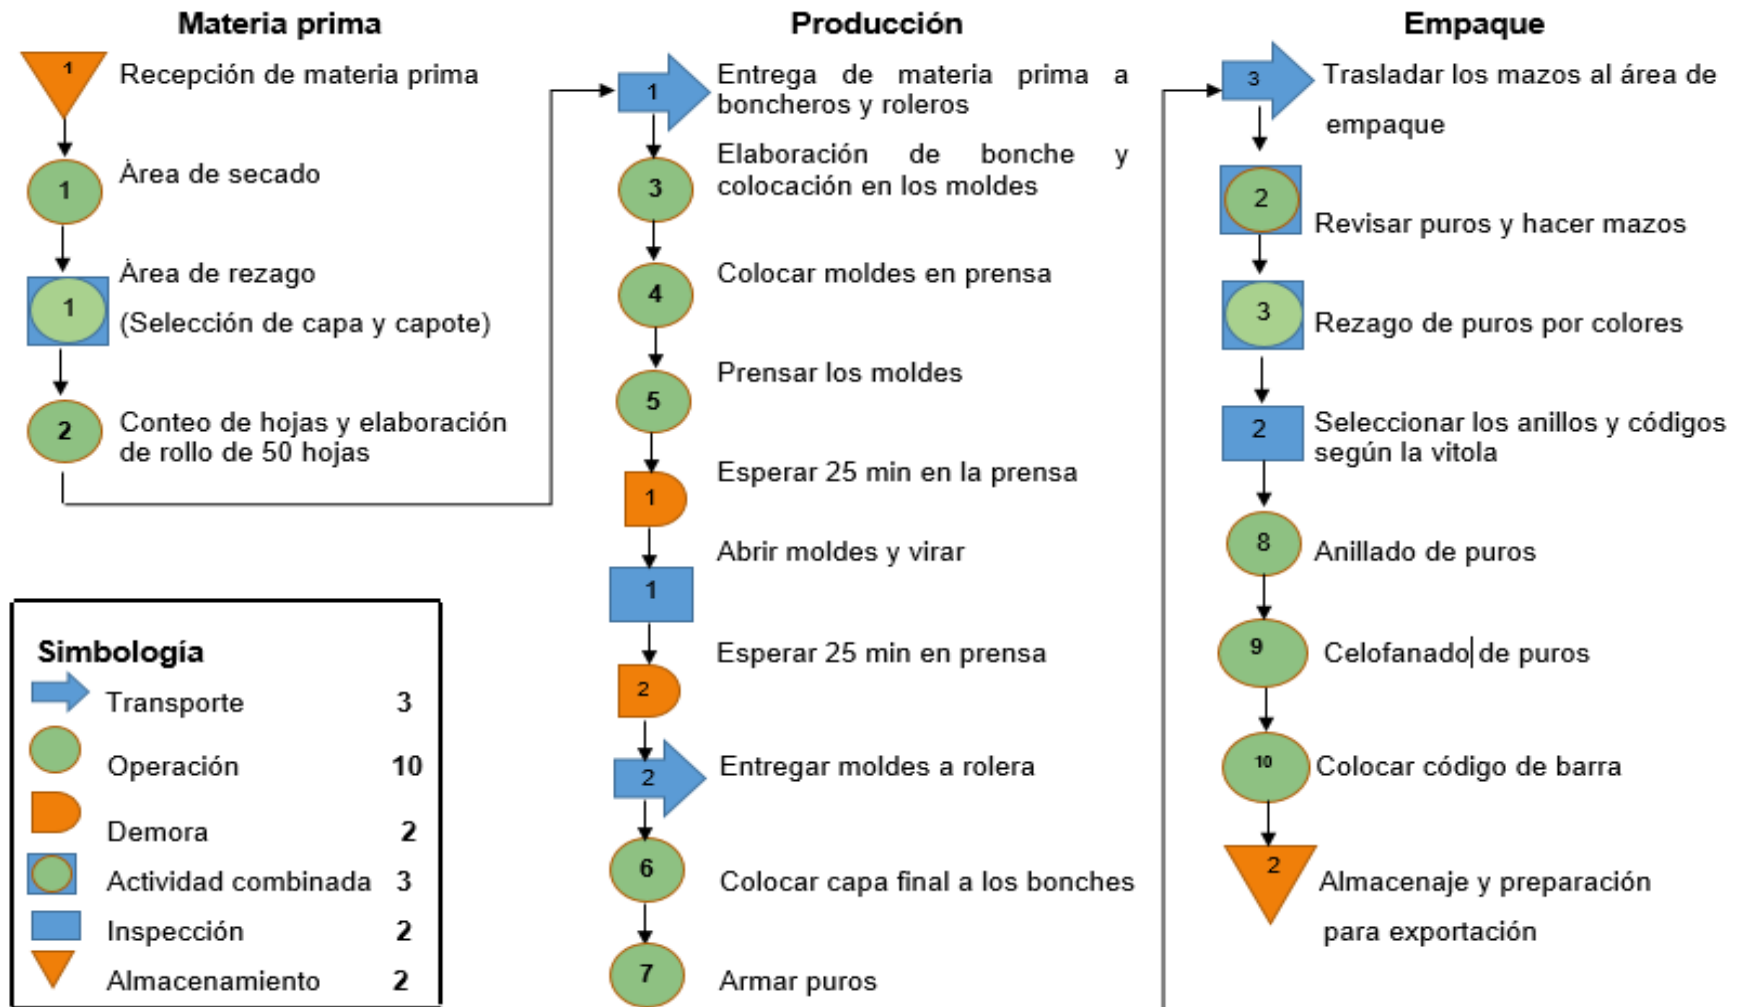 Materia prima
1
Recepción de materia prima
1
Área de secado
1
Área de rezago
(Selección de capa y capote)
2
Conteo de hojas y elaboración
de rollo de 50 hojas
Simbología
Transporte 3
Operación 10
Demora 2
Actividad combinada 3
Inspección 2
Almacenamiento 2
Producción
1
Entrega de materia prima a
boncheros y roleros
3
Elaboración de bonche y
colocación en los moldes
4
Colocar moldes en prensa
5
Prensar los moldes
1
Esperar 25 min en la prensa
1
Abrir moldes y virar
2
Esperar 25 min en prensa
2
Entregar moldes a rolera
6
Colocar capa final a los bonches
7
Armar puros
Empaque
3
Trasladar los mazos al área de
empaque
2
Revisar puros y hacer mazos
3
Rezago de puros por colores
2
Seleccionar los anillos y códigos
según la vitola
8
Anillado de puros
9
Celofanado de puros
10
Colocar código de barra
2
Almacenaje y preparación
para exportación